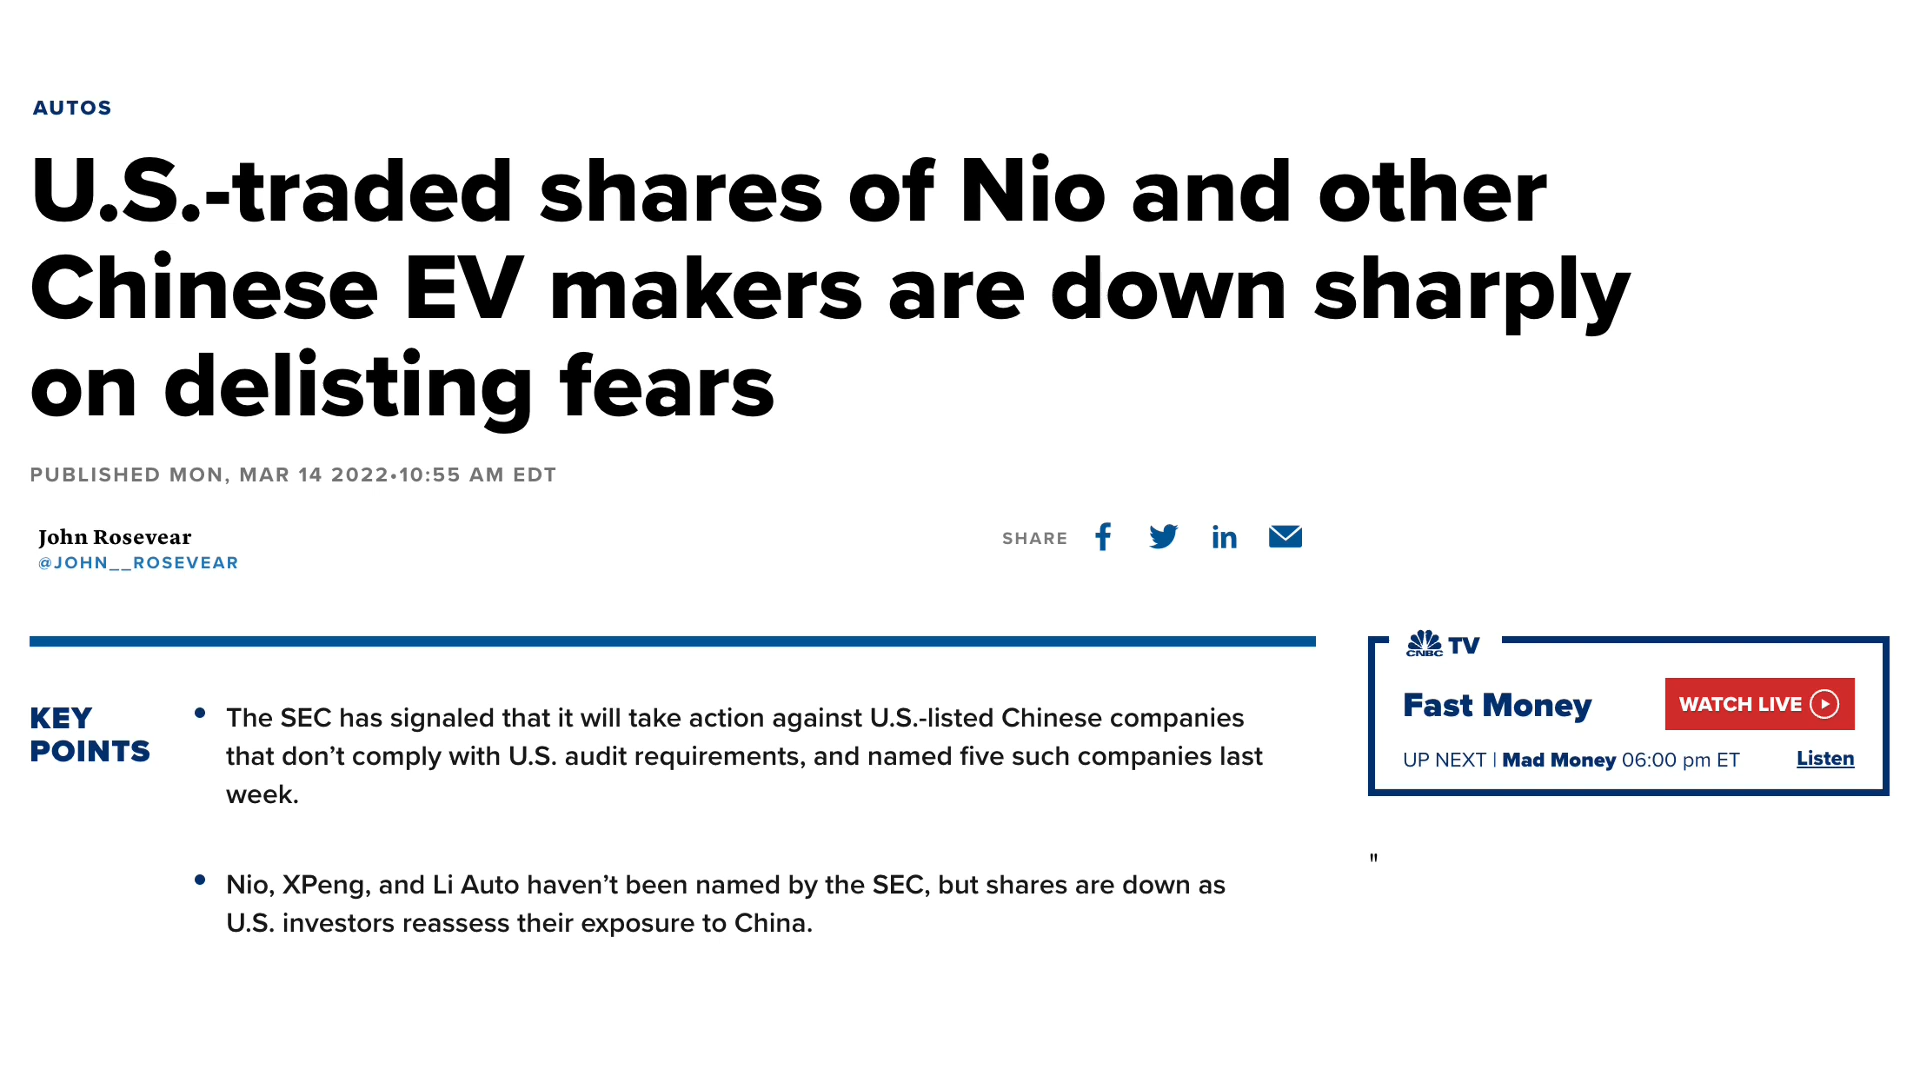 AUTOS
U.S.-traded shares of Nio and other
Chinese EV makers are down sharply
on delisting fears
PUBLISHED MON, MAR 14 2022•10:55 AM EDT
John Rosevear
@JOHN__ROSEVEAR
SHARE
KEY
POINTS
• The SEC has signaled that it will take action against U.S.-listed Chinese companies
that don’t comply with U.S. audit requirements, and named five such companies last
week.
• Nio, XPeng, and Li Auto haven’t been named by the SEC, but shares are down as
U.S. investors reassess their exposure to China.
CNBC TV
Fast Money
WATCH LIVE
UP NEXT | Mad Money 06:00 pm ET
Listen
"